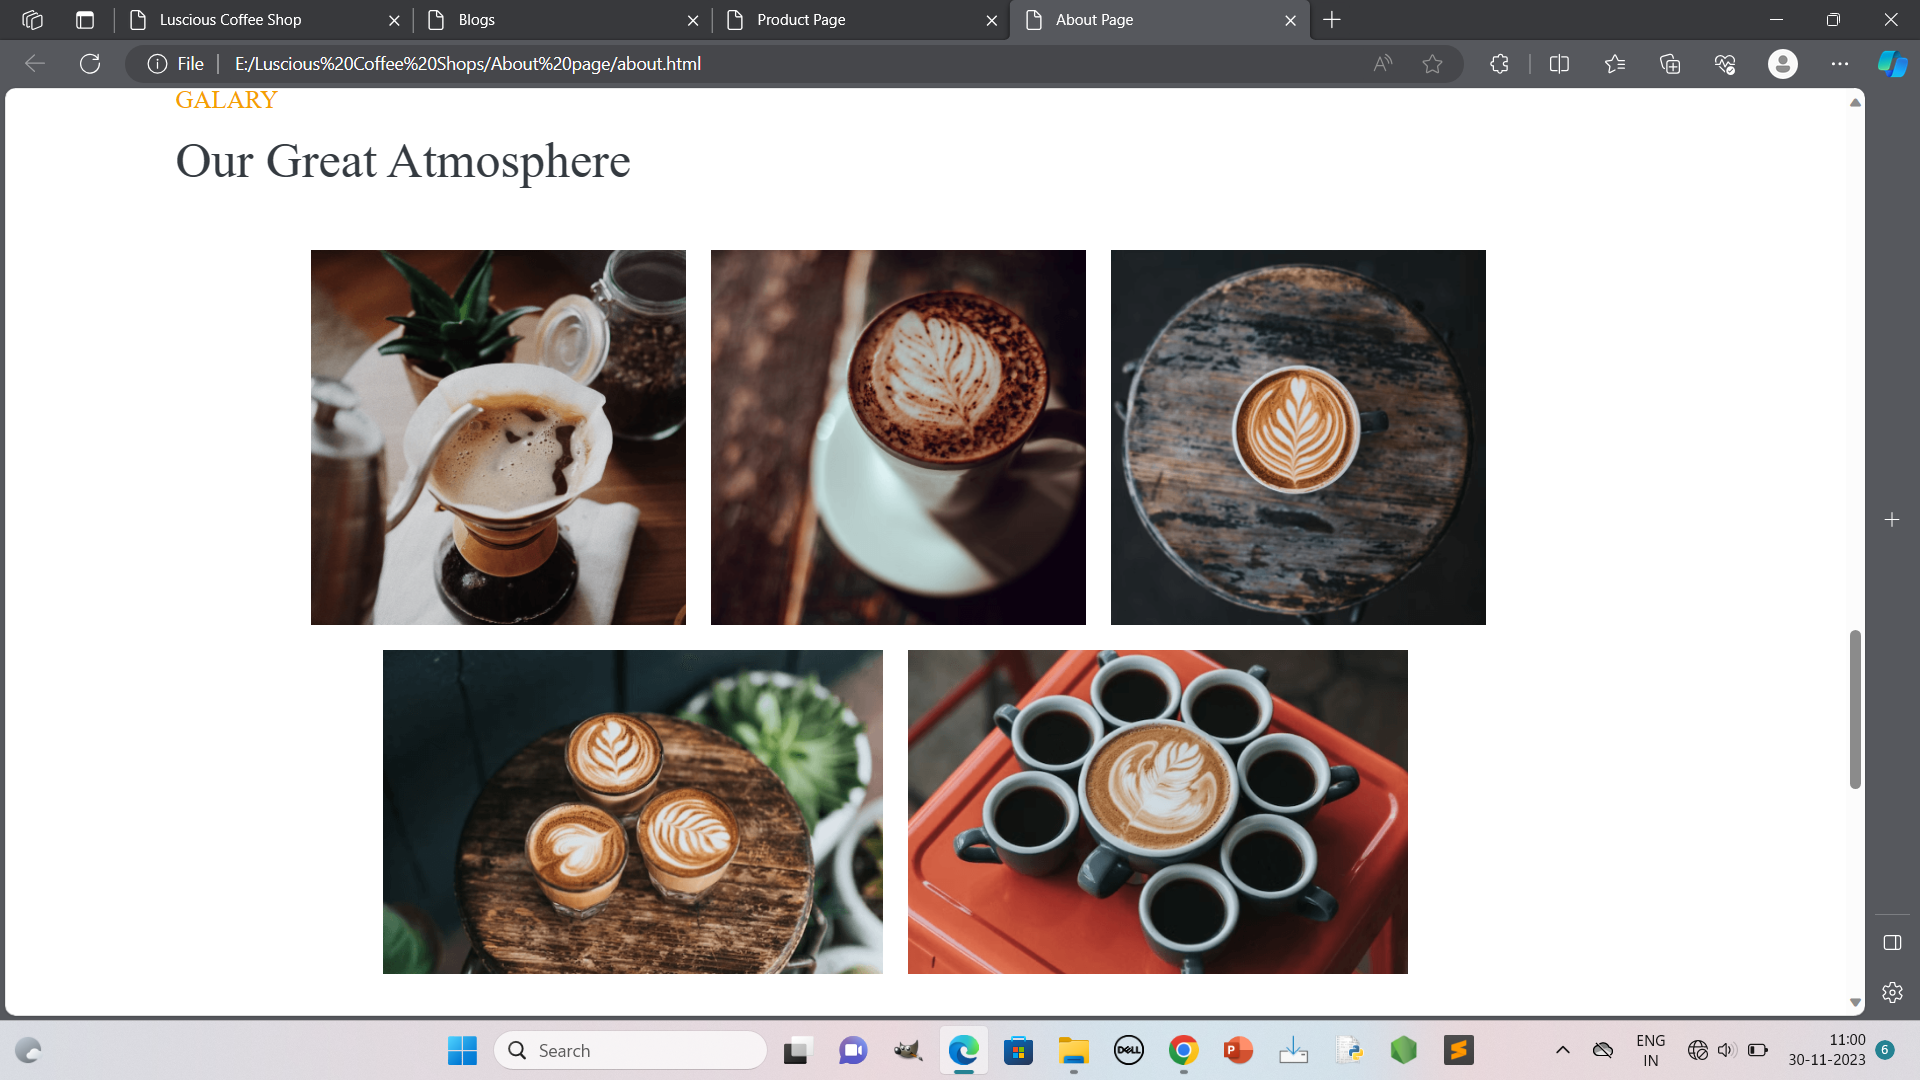 Luscious Coffee Shop
Blogs
Product Page
About Page
File
E:/Luscious%20Coffee%20Shops/About%20page/about.html
GALARY
Our Great Atmosphere
Search
DELL
P
ENG
IN
11:00
30-11-2023
6